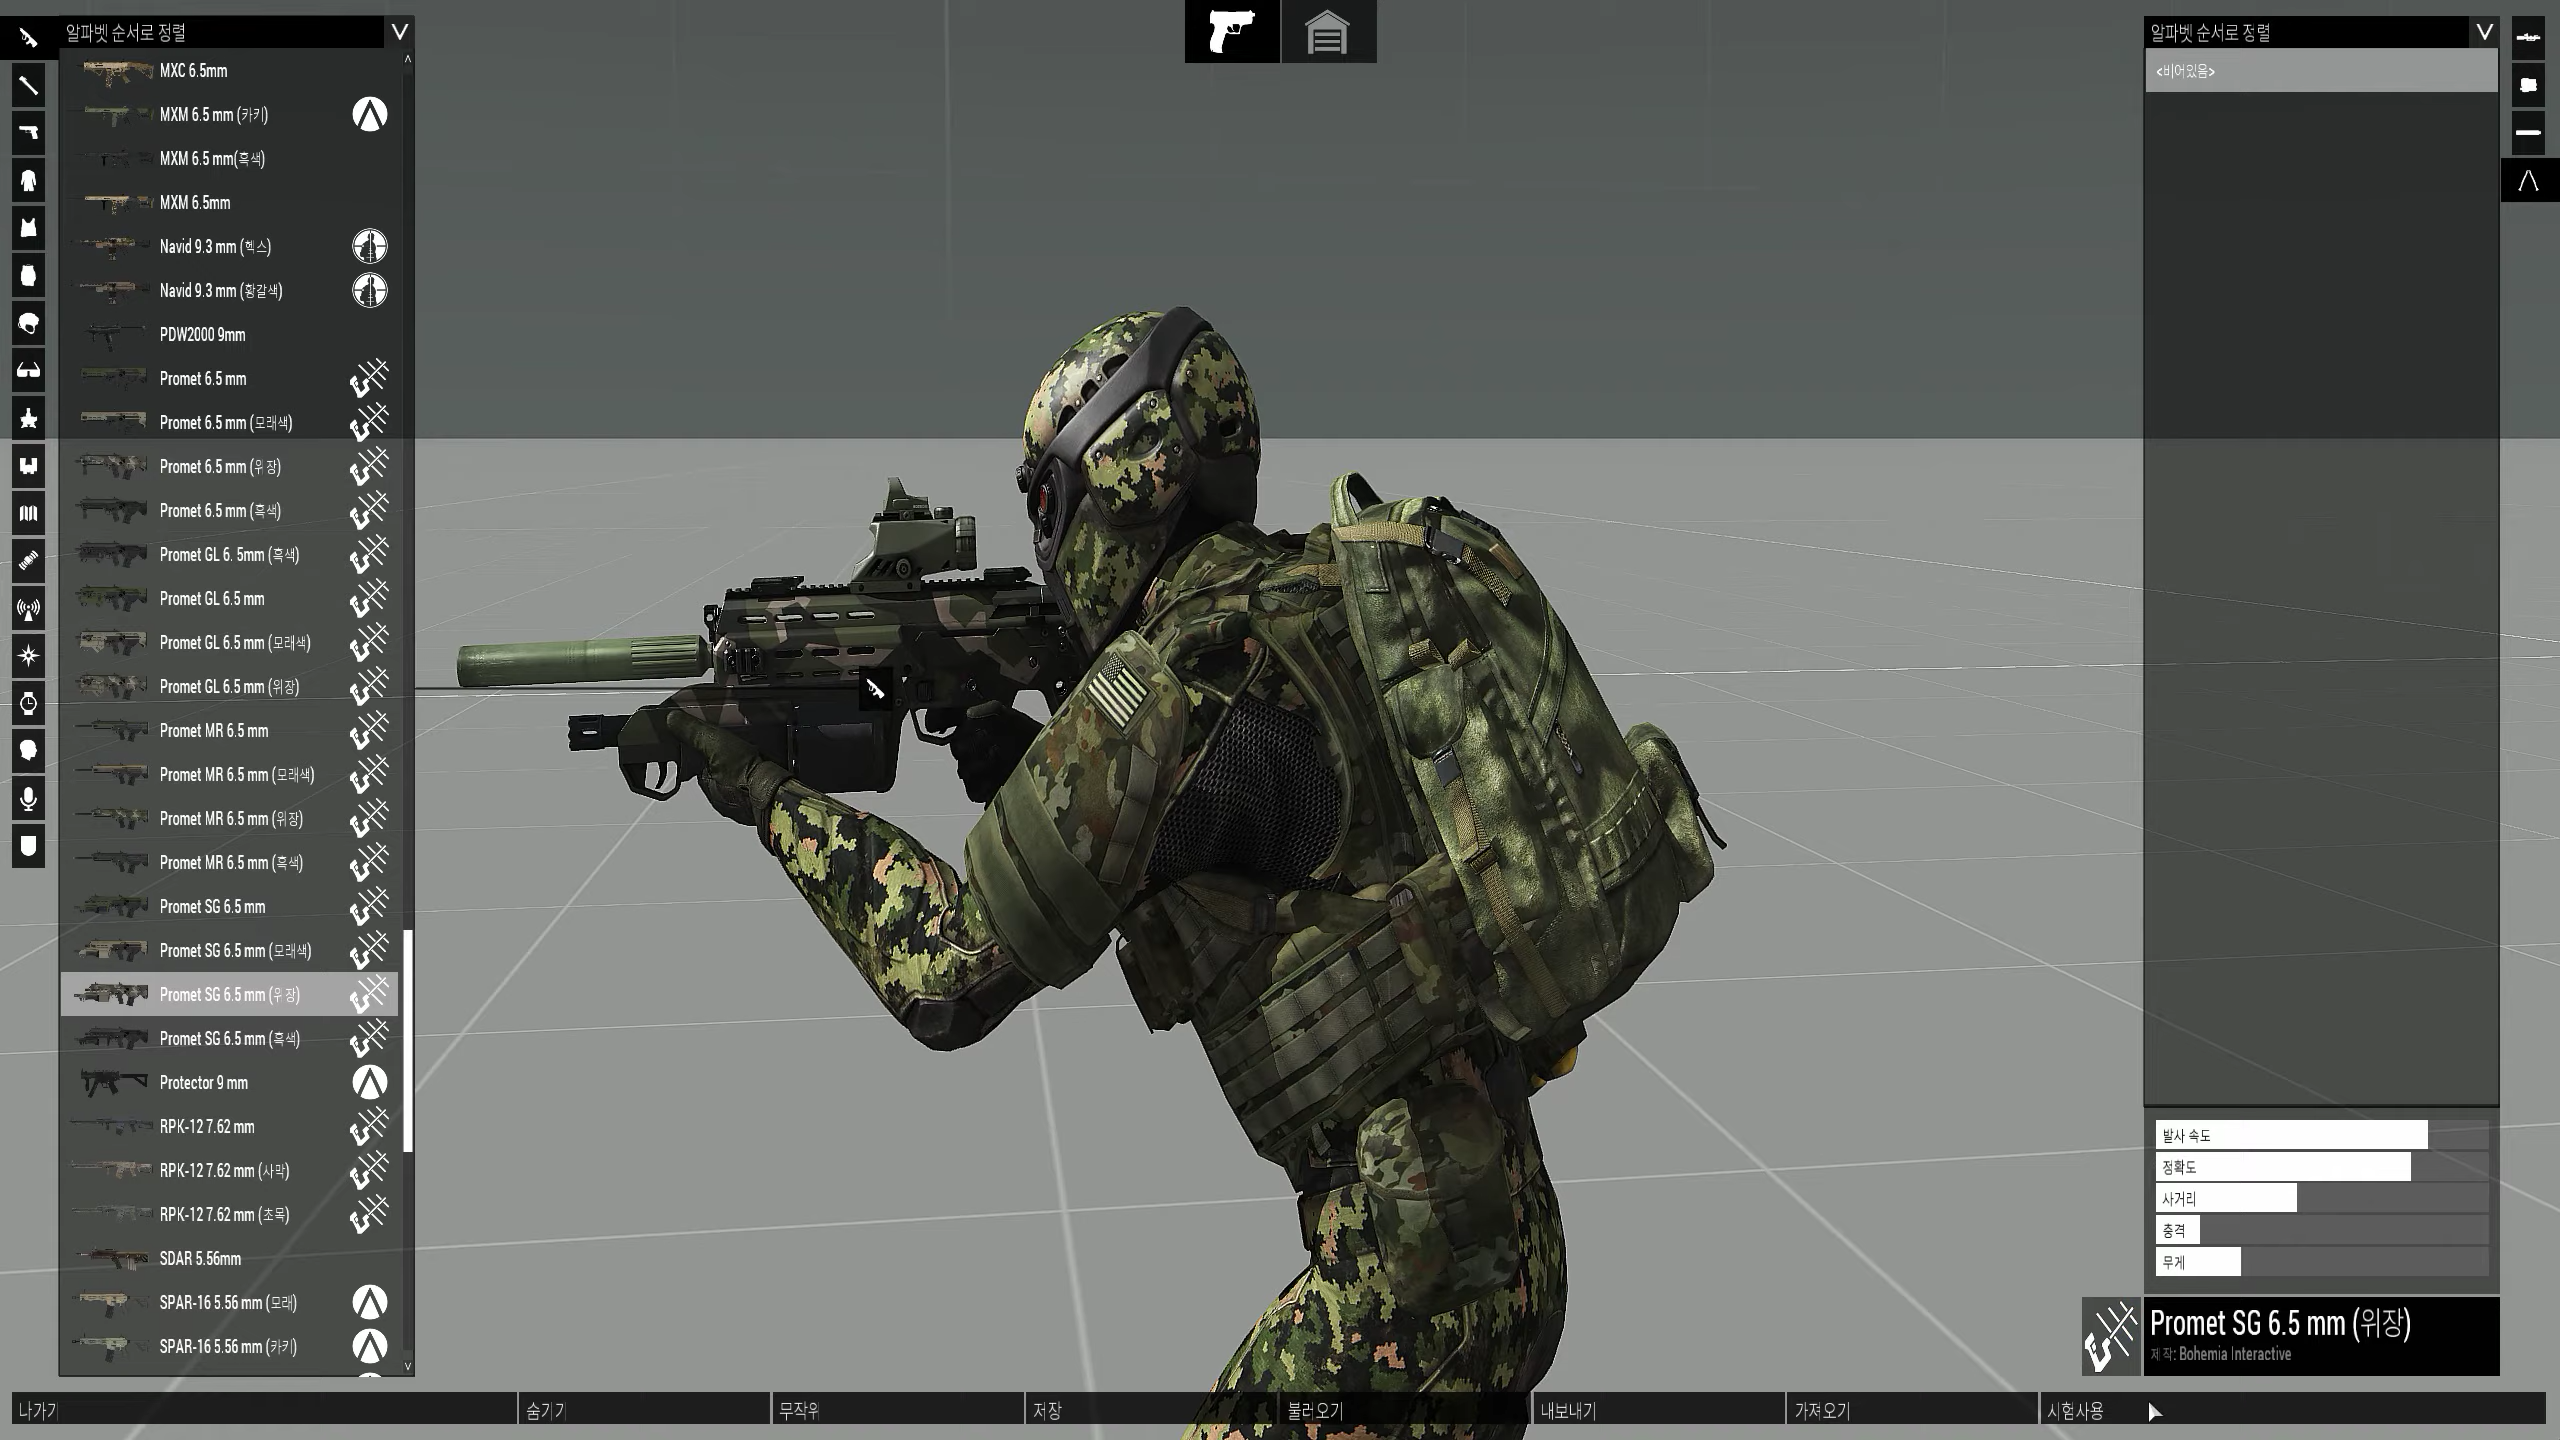 알파벳 순서로 정렬
MXC 6.5mm
MXM 6.5 mm (카키)
MXM 6.5 mm(흑색)
MXM 6.5mm
Navid 9.3 mm (헥스)
Navid 9.3 mm (황갈색)
PDW2000 9mm
Promet 6.5 mm
Promet 6.5 mm (모래색)
Promet 6.5 mm (위장)
Promet 6.5 mm (흑색)
Promet GL 6. 5mm (흑색)
Promet GL 6.5 mm
Promet GL 6.5 mm (모래색)
Promet GL 6.5 mm (위장)
Promet MR 6.5 mm
Promet MR 6.5 mm (모래색)
Promet MR 6.5 mm (위장)
Promet MR 6.5 mm (흑색)
Promet SG 6.5 mm
Promet SG 6.5 mm (모래색)
Promet SG 6.5 mm (위장)
Promet SG 6.5 mm (흑색)
Protector 9 mm
RPK-12 7.62 mm
RPK-12 7.62 mm (사막)
RPK-12 7.62 mm (초목)
SDAR 5.56mm
SPAR-16 5.56 mm (모래)
SPAR-16 5.56 mm (카키)
알파벳 순서로 정렬
<비어있음>
발사 속도
정확도
사거리
충격
무게
Promet SG 6.5 mm (위장)
제작: Bohemia Interactive
나가기
숨기기
무작위
저장
불러오기
내보내기
가져오기
시험사용